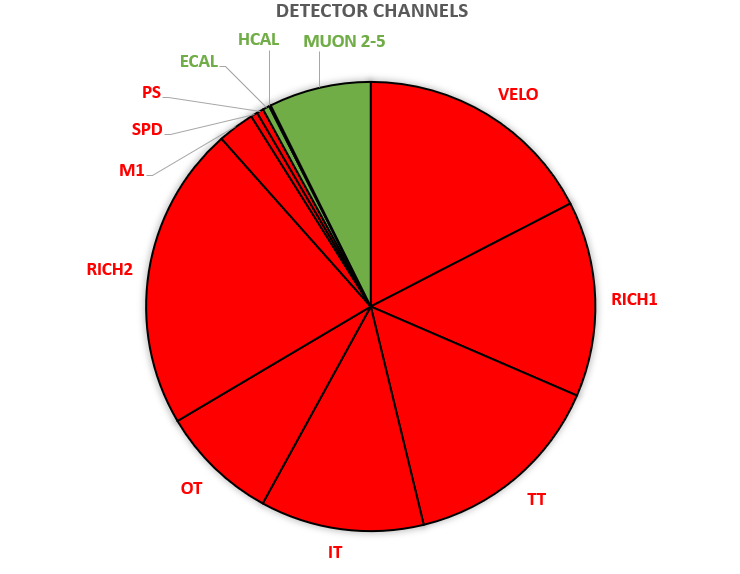 DETECTOR CHANNELS
HCAL
MUON 2-5
ECAL
PS
VELO
SPD
M1
RICH2
RICH1
OT
TT
IT